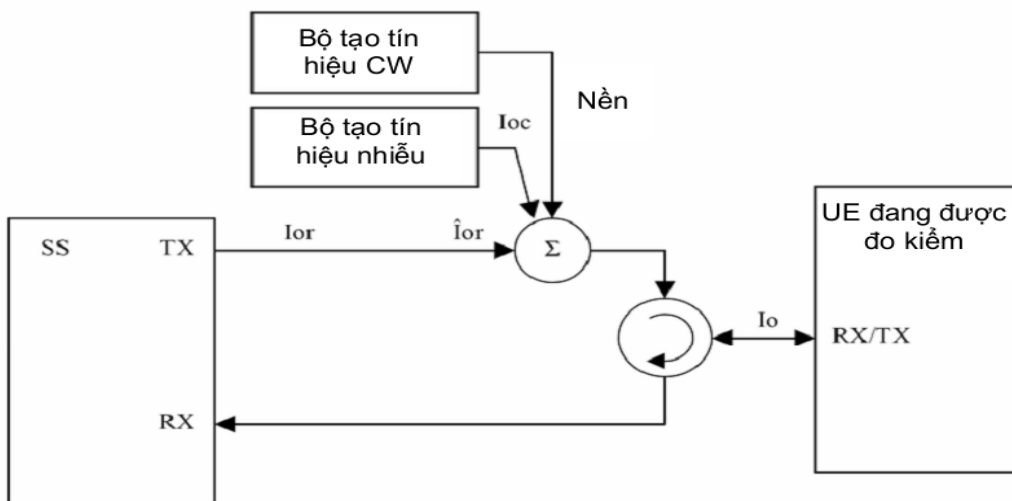 Bộ tạo tín
hiệu CW
Nền
Bộ tạo tín
hiệu nhiễu
Ioc
UE đang được
đo kiểm
SS
TX
Ior
Îor
Σ
Io
RX/TX
RX